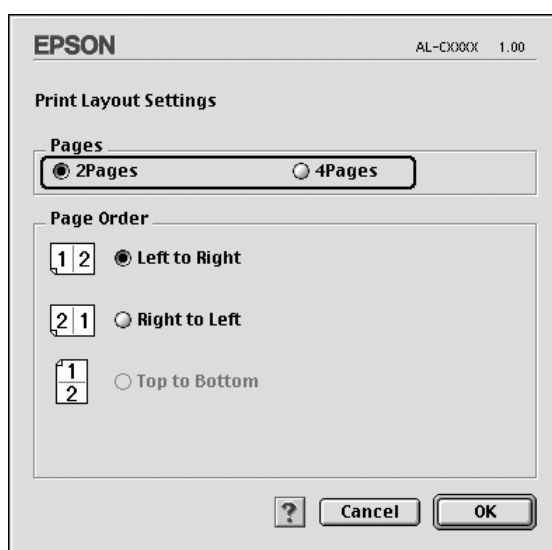 EPSON AL-CXXXX 1.00
Print Layout Settings
Pages
2Pages 4Pages
Page Order
1 2 Left to Right
2 1 Right to Left
1
2 Top to Bottom
? Cancel OK